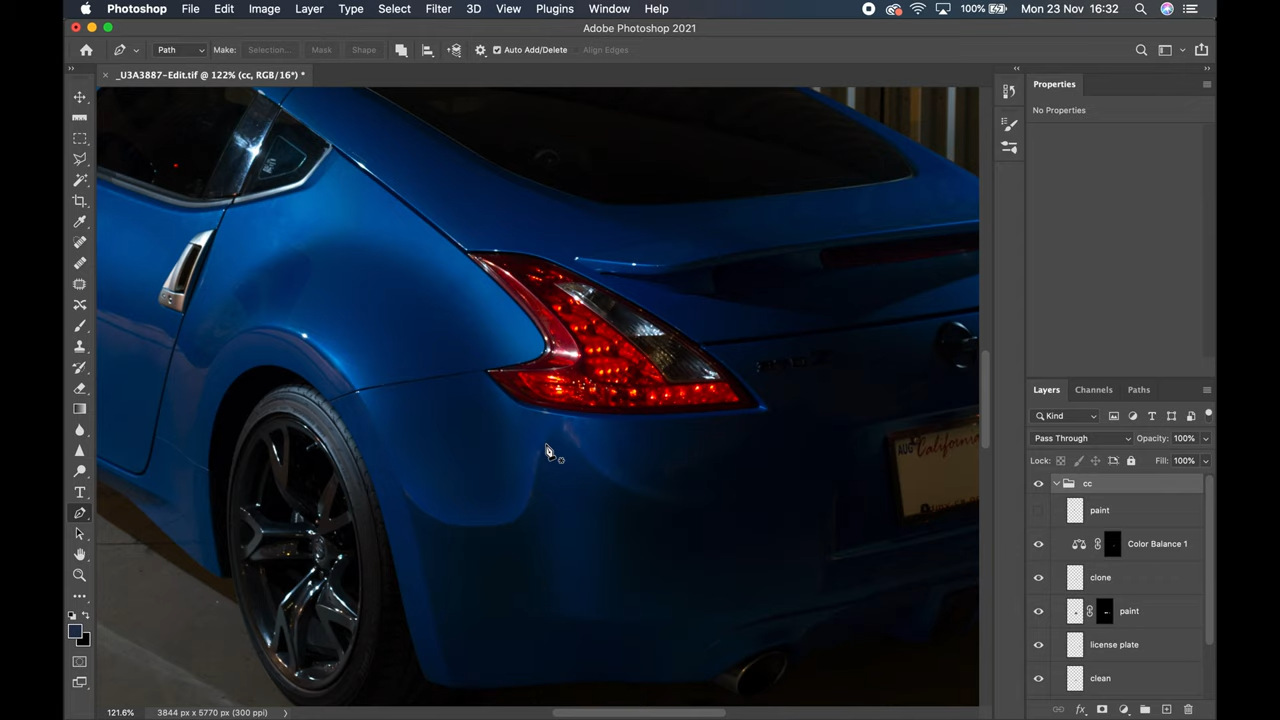 Photoshop File Edit Image Layer Type Select Filter 3D View Plugins Window Help 100% Mon 23 Nov 16:32
Adobe Photoshop 2021
Path Make: Selection... Mask Shape Auto Add/Delete Align Edges
_U3A3887-Edit.tif @ 122% (cc, RGB/16*) *
Properties
No Properties
AUG California
Layers Channels Paths
Kind
Pass Through Opacity: 100%
Lock: Fill: 100%
cc
paint
Color Balance 1
clone
paint
license plate
clean
121.6% 3844 px x 5770 px (300 ppi)